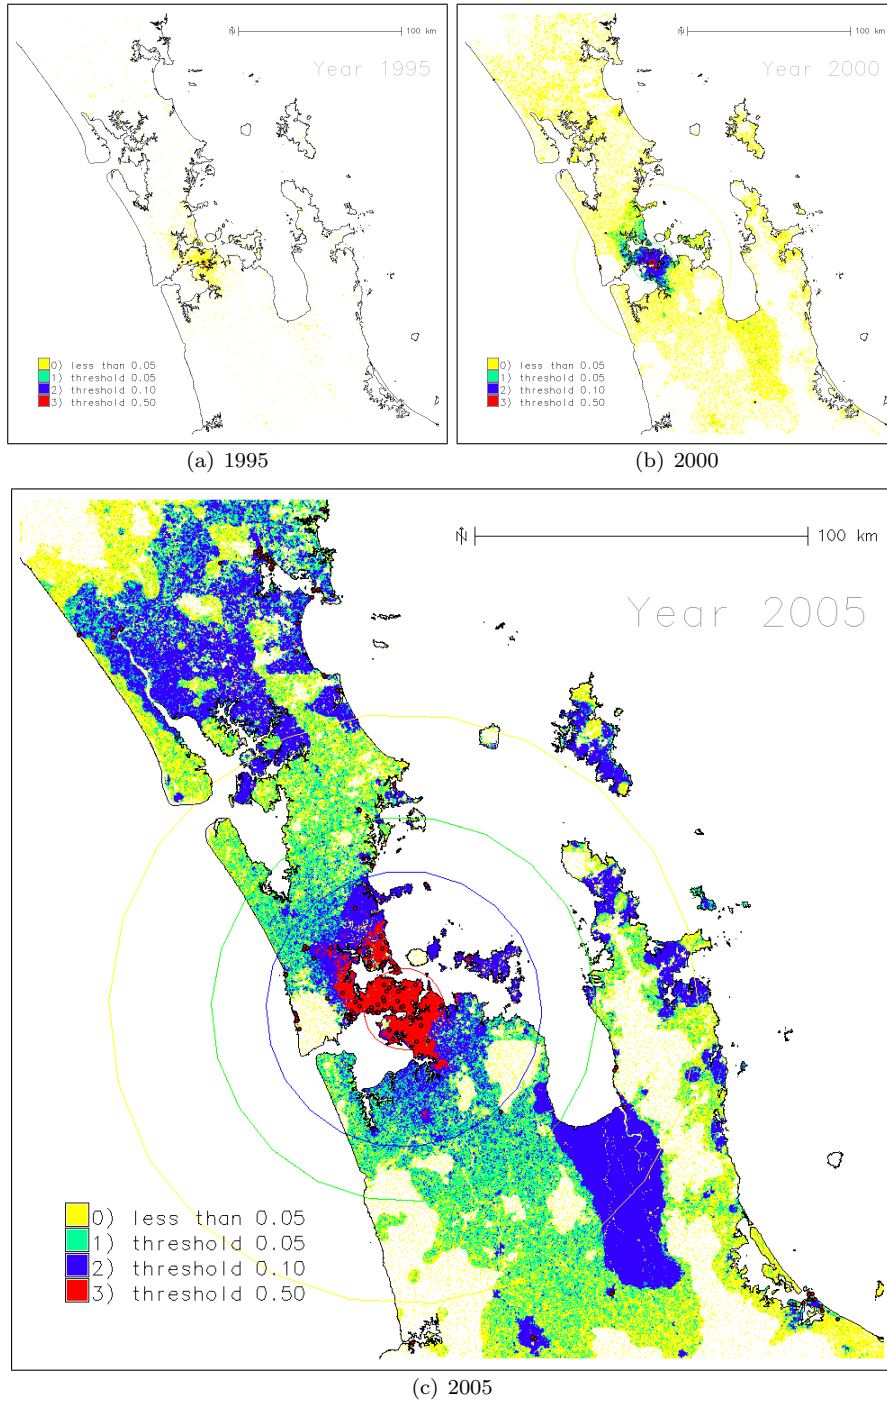 N 100 km
Year 1995
0) less than 0.05
1) threshold 0.05
2) threshold 0.10
3) threshold 0.50
(a) 1995
N 100 km
Year 2000
0) less than 0.05
1) threshold 0.05
2) threshold 0.10
3) threshold 0.50
(b) 2000
N 100 km
Year 2005
0) less than 0.05
1) threshold 0.05
2) threshold 0.10
3) threshold 0.50
(c) 2005